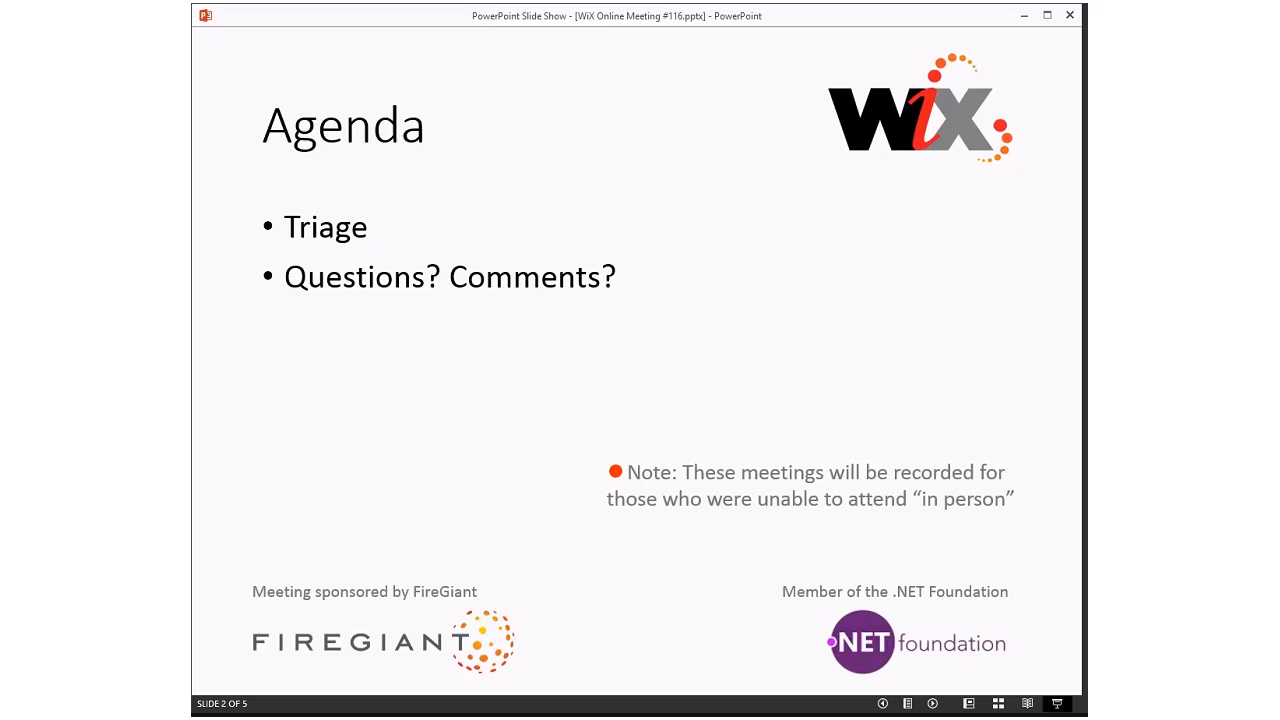 PowerPoint Slide Show - [WiX Online Meeting #116.pptx] - PowerPoint
WiX
Agenda
• Triage
• Questions? Comments?
Note: These meetings will be recorded for
those who were unable to attend “in person”
Meeting sponsored by FireGiant
Member of the .NET Foundation
FIREGIANT
.NET foundation
SLIDE 2 OF 5